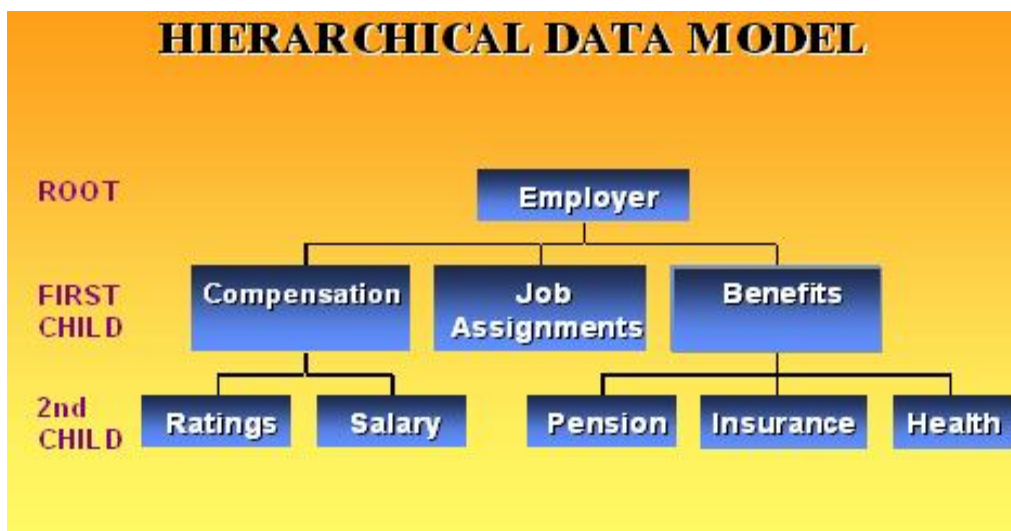 HIERARCHICAL DATA MODEL
ROOT
Employer
FIRST
CHILD
Compensation
Job
Assignments
Benefits
2nd
CHILD
Ratings
Salary
Pension
Insurance
Health